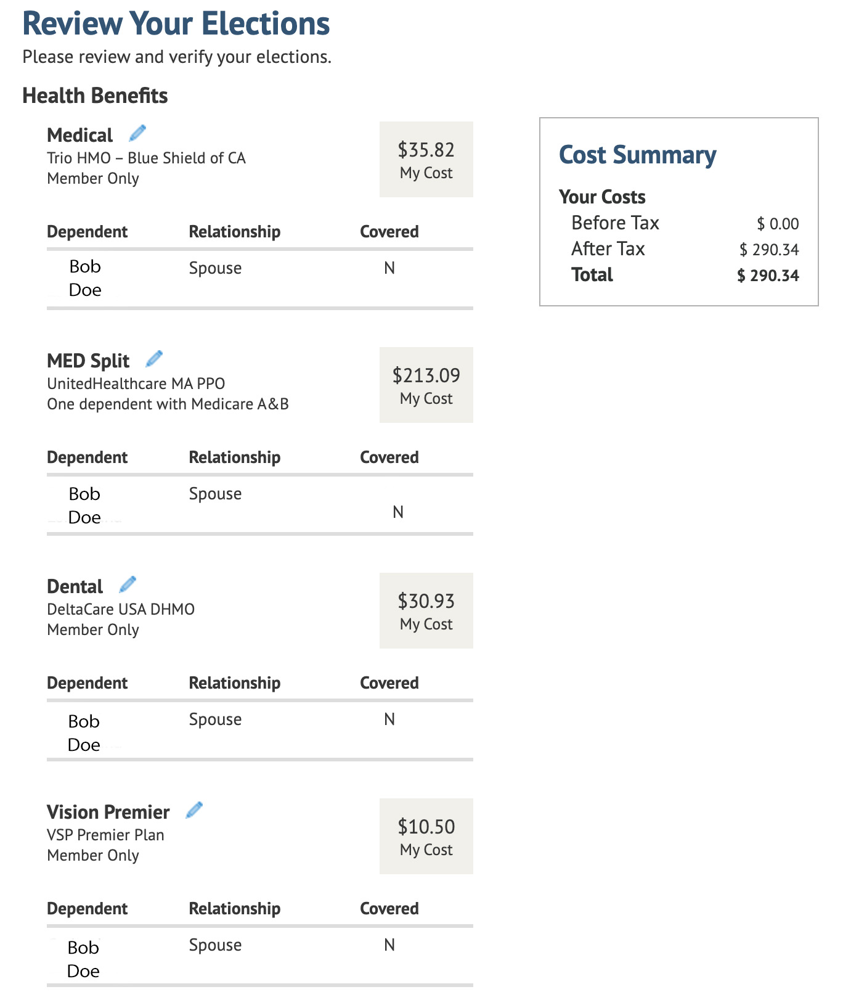 Review Your Elections
Please review and verify your elections.
Health Benefits
Medical
Trio HMO – Blue Shield of CA
Member Only
$35.82
My Cost
Dependent Relationship Covered
Bob Spouse N
Doe
MED Split
UnitedHealthcare MA PPO
One dependent with Medicare A&B
$213.09
My Cost
Dependent Relationship Covered
Bob Spouse
Doe N
Dental
DeltaCare USA DHMO
Member Only
$30.93
My Cost
Dependent Relationship Covered
Bob Spouse N
Doe
Vision Premier
VSP Premier Plan
Member Only
$10.50
My Cost
Dependent Relationship Covered
Bob Spouse N
Doe
Cost Summary
Your Costs
Before Tax $ 0.00
After Tax $ 290.34
Total $ 290.34